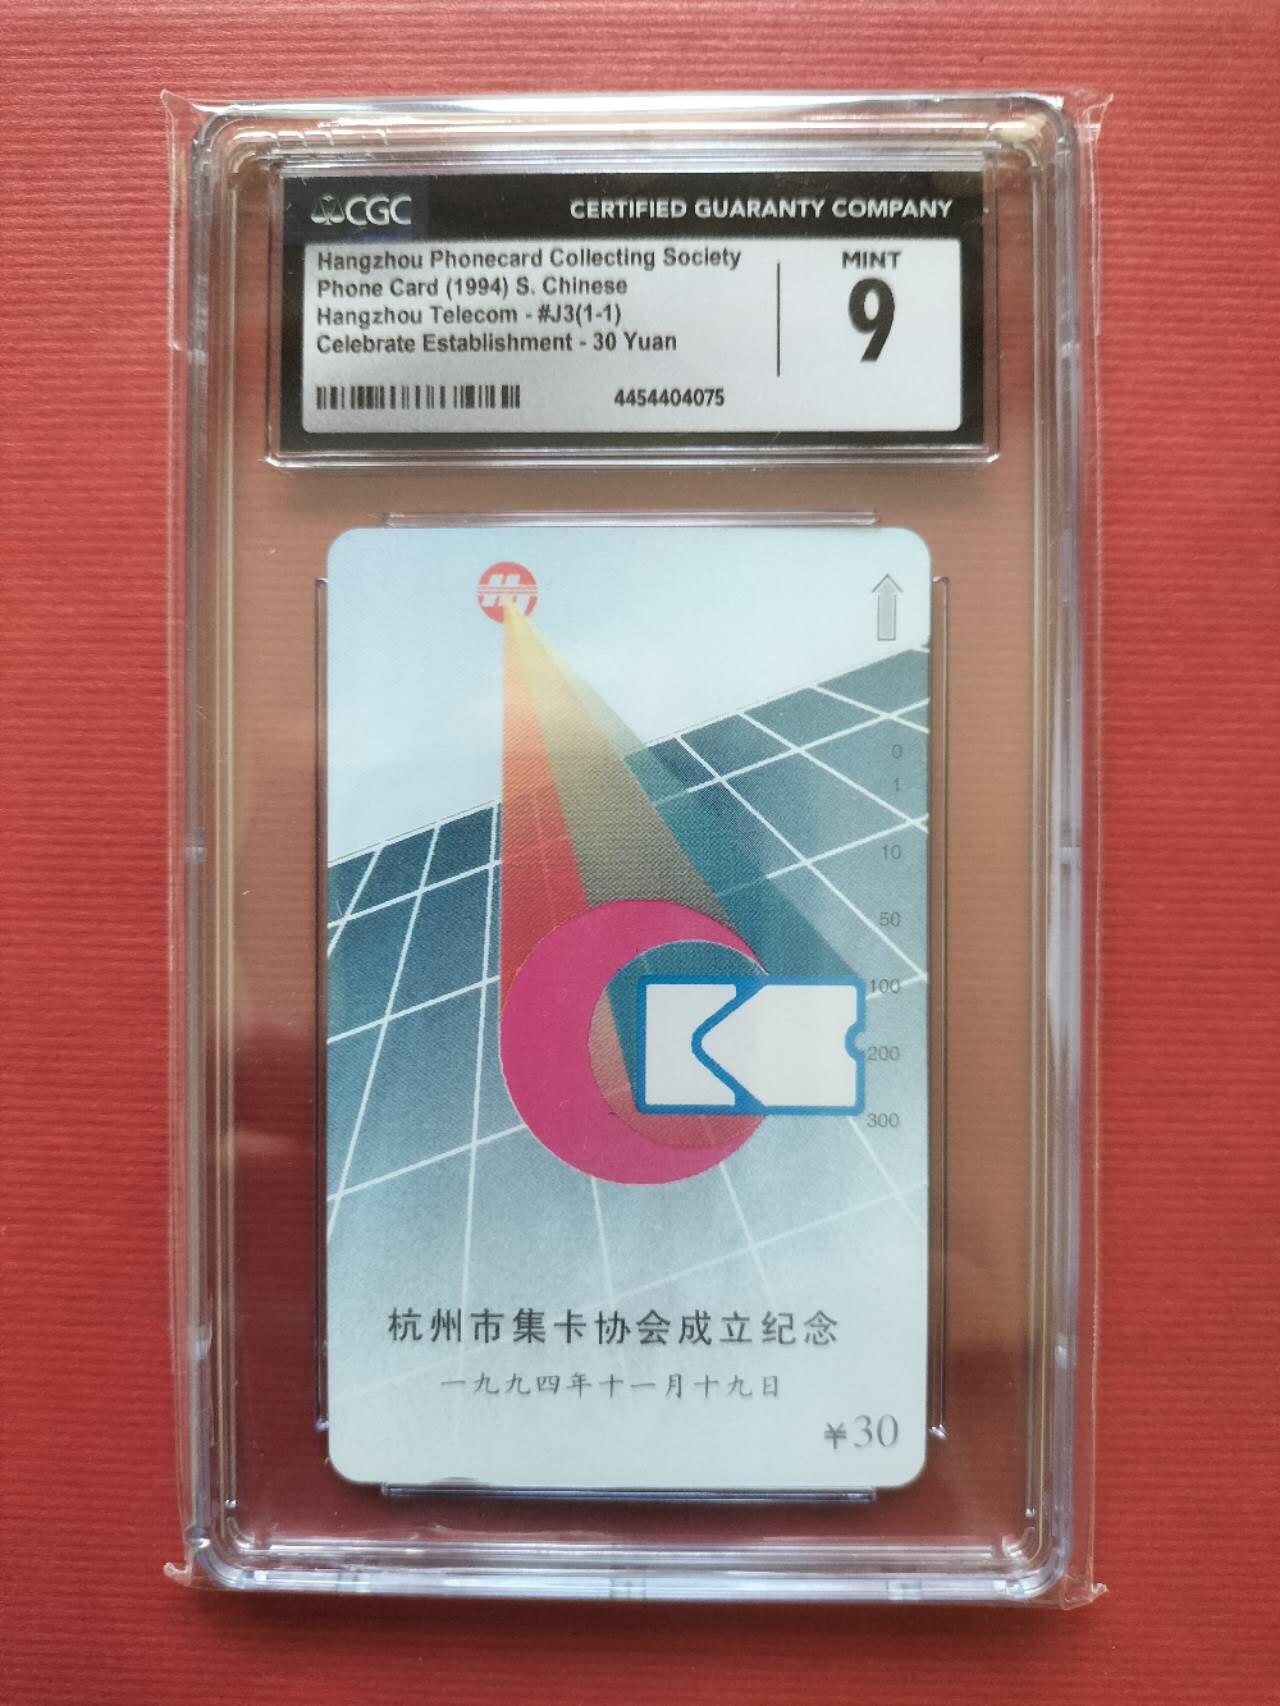 CGC
CERTIFIED GUARANTY COMPANY
Hangzhou Phonecard Collecting Society
Phone Card (1994) S. Chinese
Hangzhou Telecom - #J3(1-1)
Celebrate Establishment - 30 Yuan
MINT
9
4454404075
0
1
10
50
100
200
300
杭州市集卡协会成立纪念
一九九四年十一月十九日
¥30